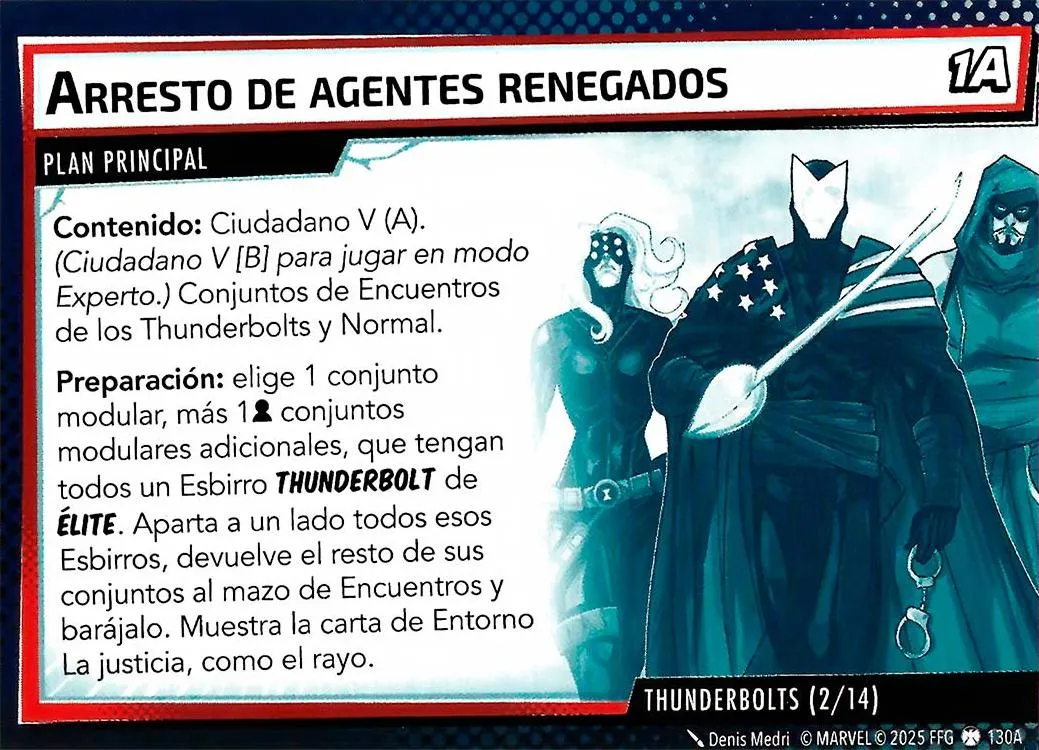 ARRESTO DE AGENTES RENEGADOS
1A
PLAN PRINCIPAL
Contenido: Ciudadano V (A).
(Ciudadano V [B] para jugar en modo
Experto.) Conjuntos de Encuentros
de los Thunderbolts y Normal.
Preparación: elige 1 conjunto
modular, más 1 conjuntos
modulares adicionales, que tengan
todos un Esbirro THUNDERBOLT de
ÉLITE. Aparta a un lado todos esos
Esbirros, devuelve el resto de sus
conjuntos al mazo de Encuentros y
barájalo. Muestra la carta de Entorno
La justicia, como el rayo.
THUNDERBOLTS (2/14)
Denis Medri © MARVEL © 2025 FFG 130A